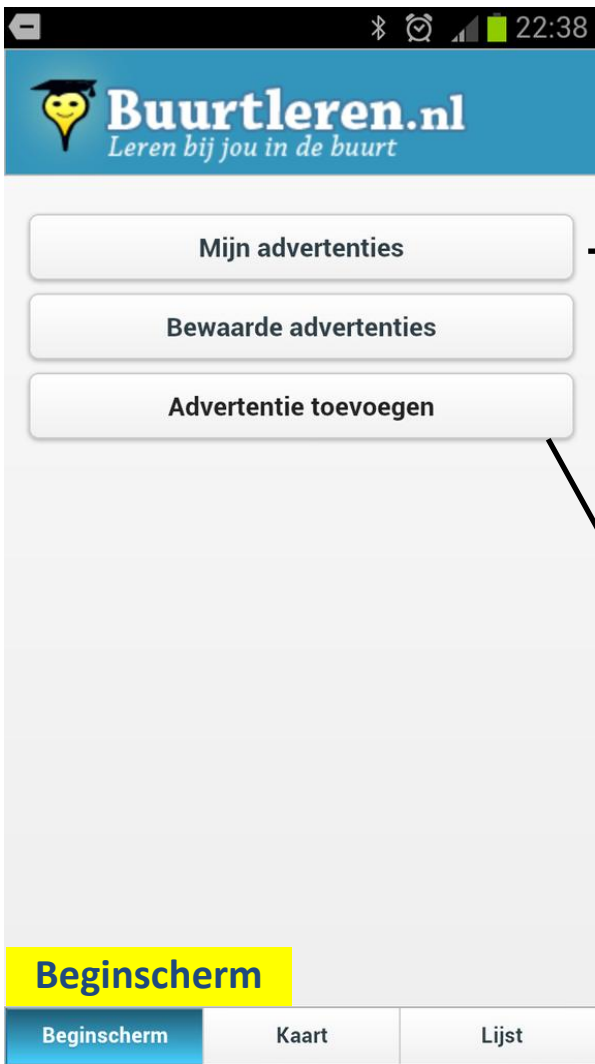 22:38
Buurtleren.nl
Leren bij jou in de buurt
Mijn advertenties
Bewaarde advertenties
Advertentie toevoegen
Beginscherm
Beginscherm Kaart Lijst